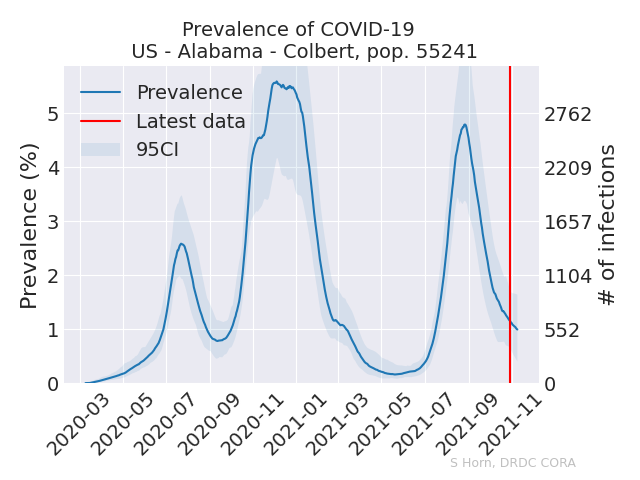 Prevalence of COVID-19
US - Alabama - Colbert, pop. 55241
Prevalence
Latest data
95CI
Prevalence (%)
5
4
3
2
1
0
# of infections
2762
2209
1657
1104
552
0
2020-03
2020-05
2020-07
2020-09
2020-11
2021-01
2021-03
2021-05
2021-07
2021-09
2021-11
S Horn, DRDC CORA